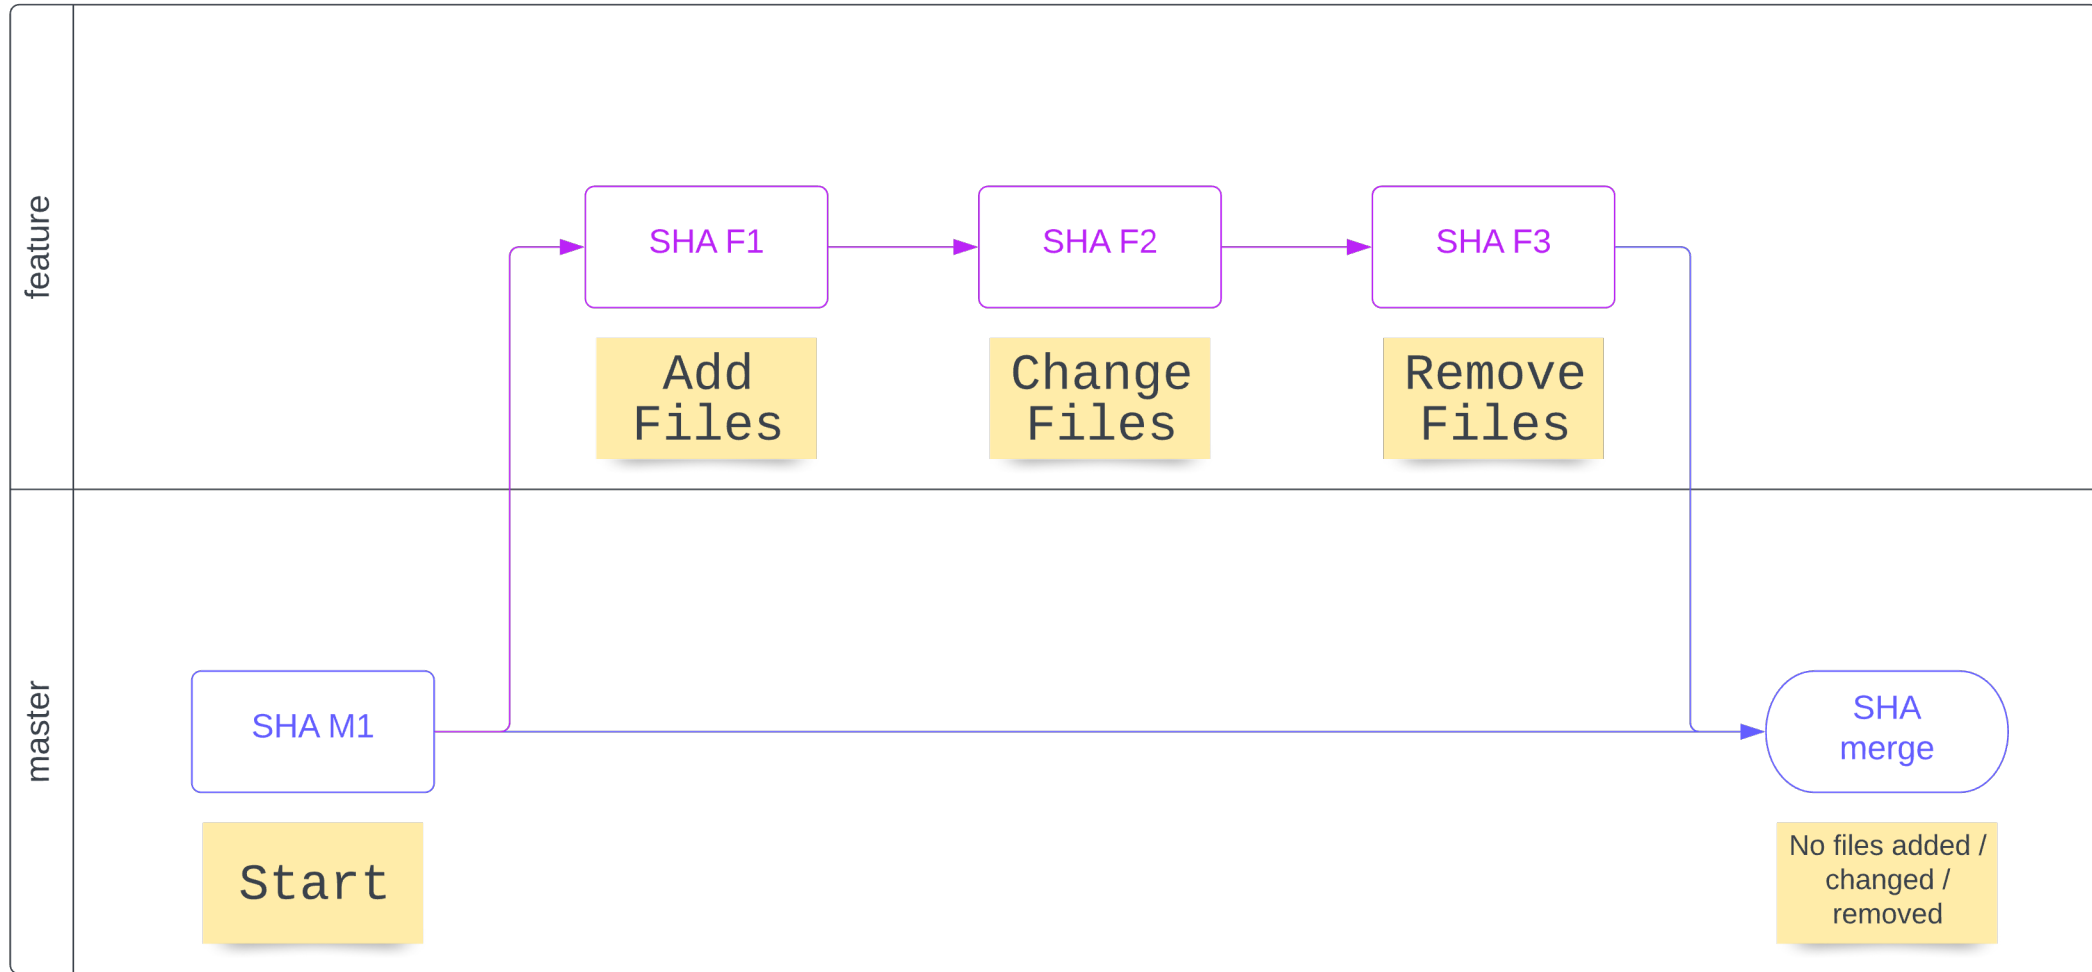 feature
SHA F1
SHA F2
SHA F3
Add
Files
Change
Files
Remove
Files
master
SHA M1
SHA
merge
Start
No files added /
changed /
removed